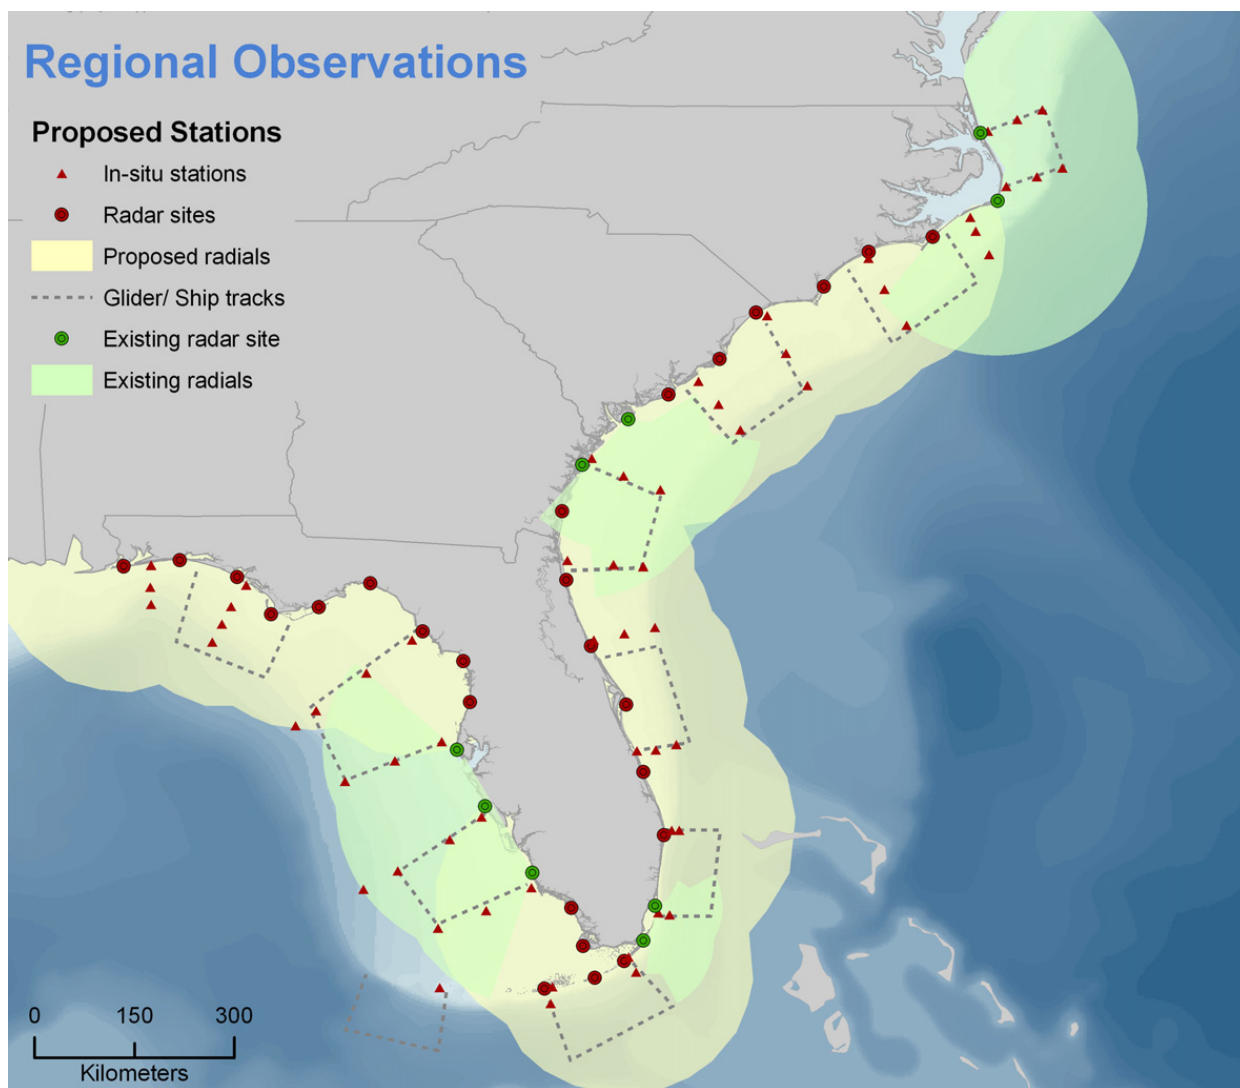 Regional Observations
Proposed Stations
In-situ stations
Radar sites
Proposed radials
Glider/ Ship tracks
Existing radar site
Existing radials
0 150 300
Kilometers